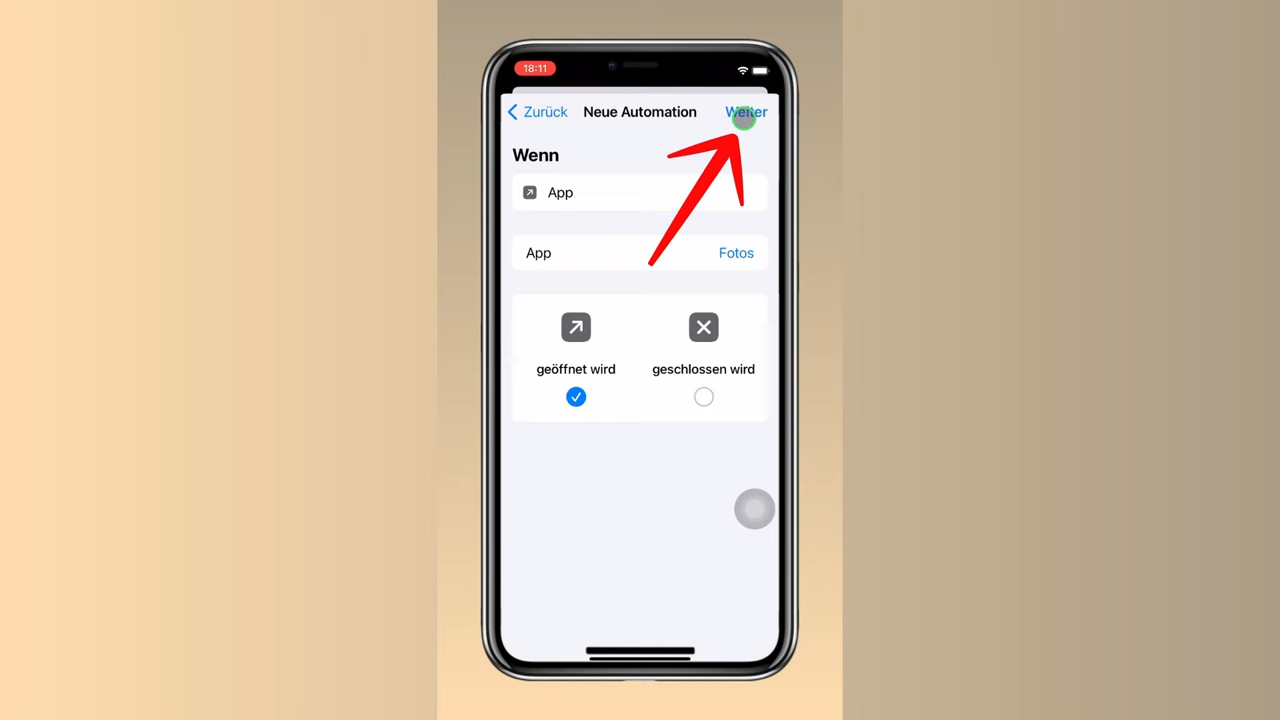 18:11
Zurück Neue Automation Weiter
Wenn
App
App Fotos
geöffnet wird geschlossen wird